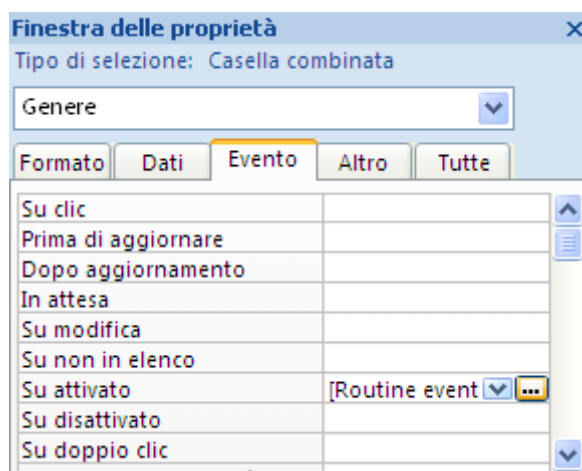 Finestra delle proprietà
Tipo di selezione: Casella combinata
Genere
Formato Dati Evento Altro Tutte
Su clic
Prima di aggiornare
Dopo aggiornamento
In attesa
Su modifica
Su non in elenco
Su attivato [Routine event ...
Su disattivato
Su doppio clic